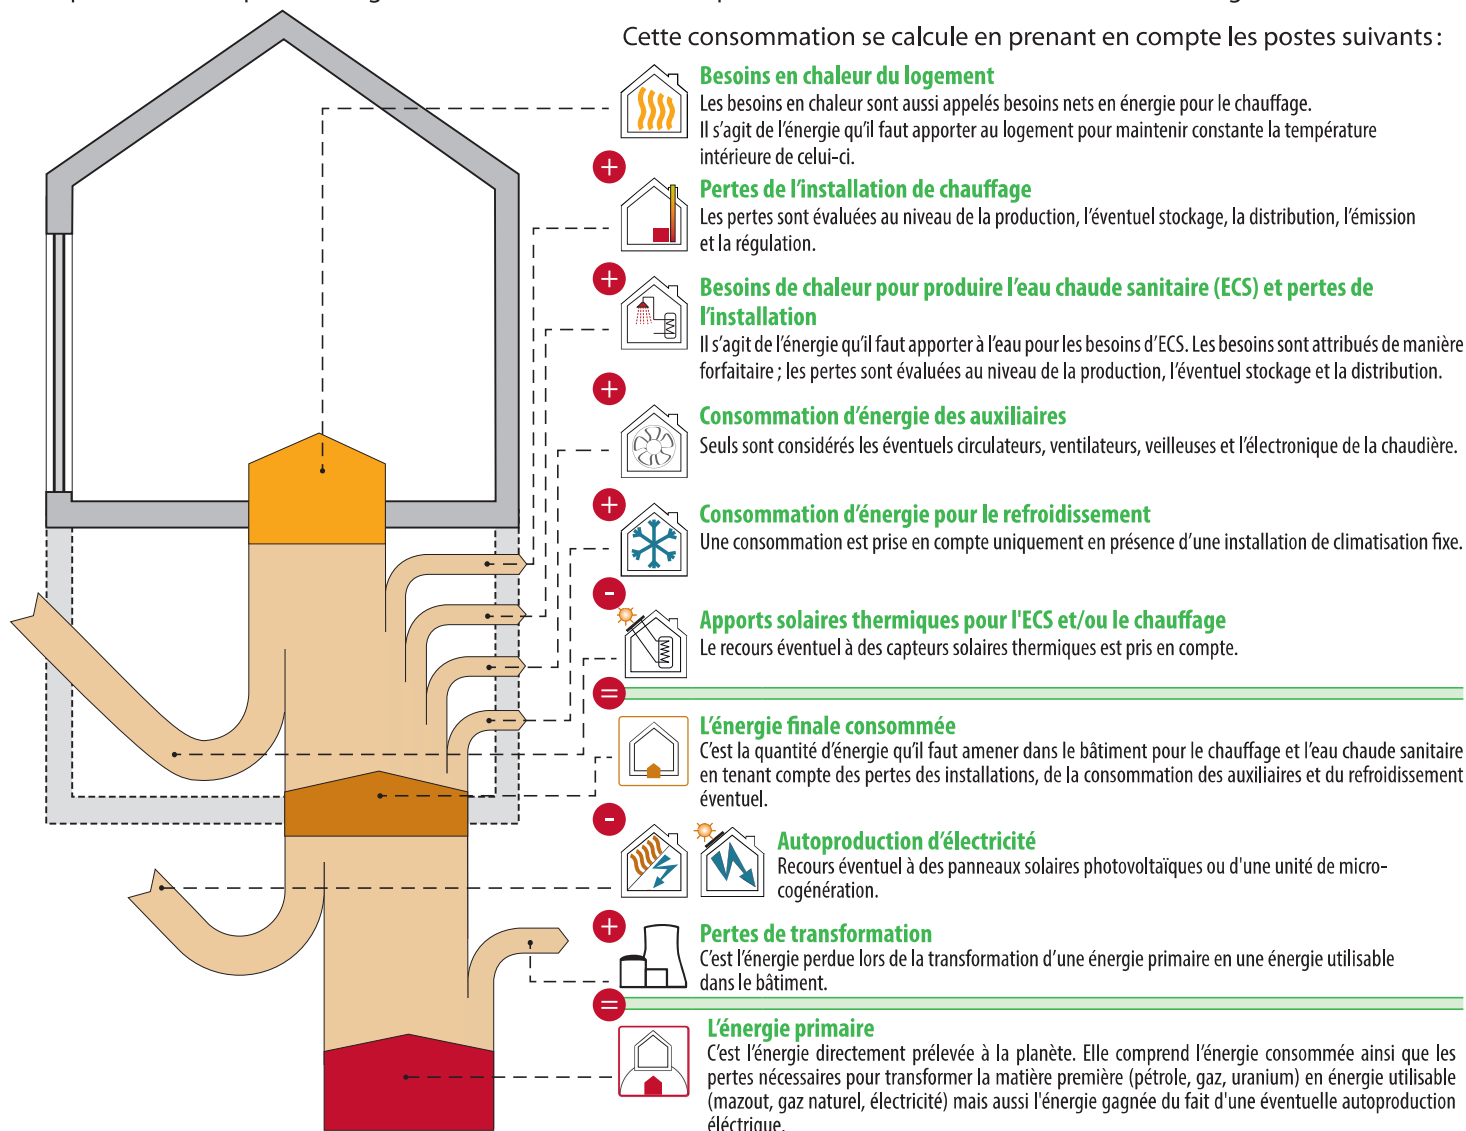 Cette consommation se calcule en prenant en compte les postes suivants :
Besoins en chaleur du logement
Les besoins en chaleur sont aussi appelés besoins nets en énergie pour le chauffage.
Il s'agit de l'énergie qu'il faut apporter au logement pour maintenir constante la température
intérieure de celui-ci.
+
Pertes de l'installation de chauffage
Les pertes sont évaluées au niveau de la production, l'éventuel stockage, la distribution, l'émission
et la régulation.
+
Besoins de chaleur pour produire l'eau chaude sanitaire (ECS) et pertes de
l'installation
Il s'agit de l'énergie qu'il faut apporter à l'eau pour les besoins d'ECS. Les besoins sont attribués de manière
forfaitaire ; les pertes sont évaluées au niveau de la production, l'éventuel stockage et la distribution.
+
Consommation d'énergie des auxiliaires
Seuls sont considérés les éventuels circulateurs, ventilateurs, veilleuses et l'électronique de la chaudière.
+
Consommation d'énergie pour le refroidissement
Une consommation est prise en compte uniquement en présence d'une installation de climatisation fixe.
-
Apports solaires thermiques pour l'ECS et/ou le chauffage
Le recours éventuel à des capteurs solaires thermiques est pris en compte.
=
L'énergie finale consommée
C'est la quantité d'énergie qu'il faut amener dans le bâtiment pour le chauffage et l'eau chaude sanitaire
en tenant compte des pertes des installations, de la consommation des auxiliaires et du refroidissement
éventuel.
-
Autoproduction d'électricité
Recours éventuel à des panneaux solaires photovoltaïques ou d'une unité de micro-
cogénération.
+
Pertes de transformation
C'est l'énergie perdue lors de la transformation d'une énergie primaire en une énergie utilisable
dans le bâtiment.
=
L'énergie primaire
C'est l'énergie directement prélevée à la planète. Elle comprend l'énergie consommée ainsi que les
pertes nécessaires pour transformer la matière première (pétrole, gaz, uranium) en énergie utilisable
(mazout, gaz naturel, électricité) mais aussi l'énergie gagnée du fait d'une éventuelle autoproduction
éléctrique.